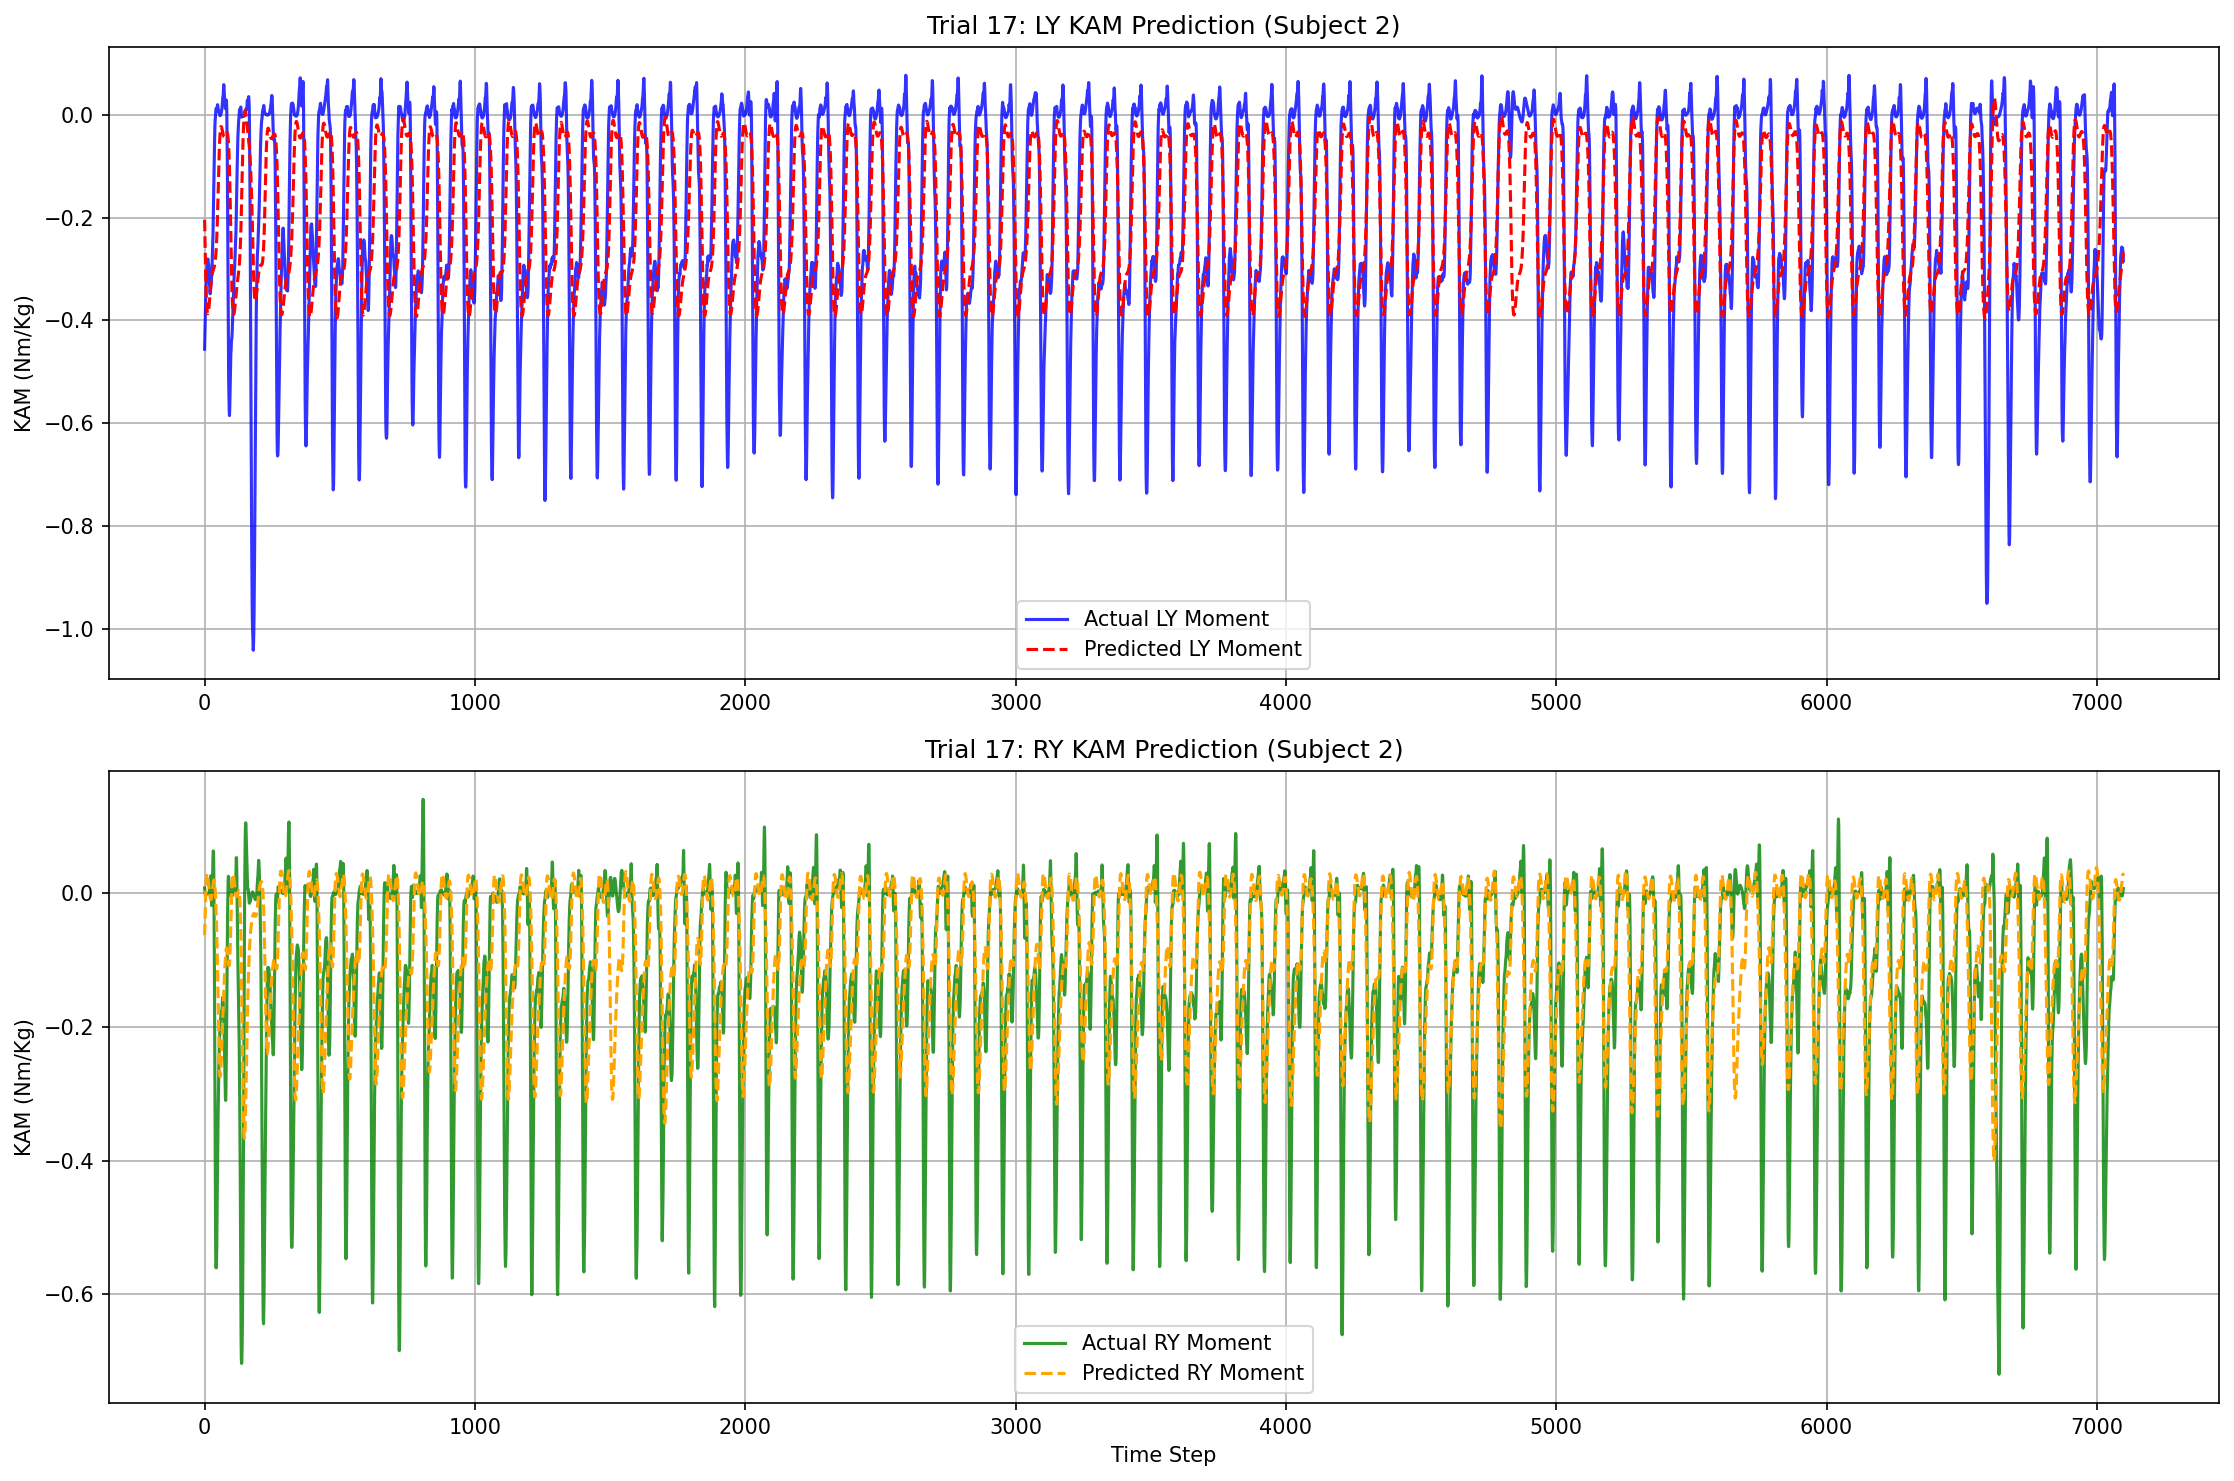 Trial 17: LY KAM Prediction (Subject 2)
KAM (Nm/Kg)
0.0
−0.2
−0.4
−0.6
−0.8
−1.0
Actual LY Moment
Predicted LY Moment
0 1000 2000 3000 4000 5000 6000 7000
Trial 17: RY KAM Prediction (Subject 2)
KAM (Nm/Kg)
0.0
−0.2
−0.4
−0.6
Actual RY Moment
Predicted RY Moment
0 1000 2000 3000 4000 5000 6000 7000
Time Step